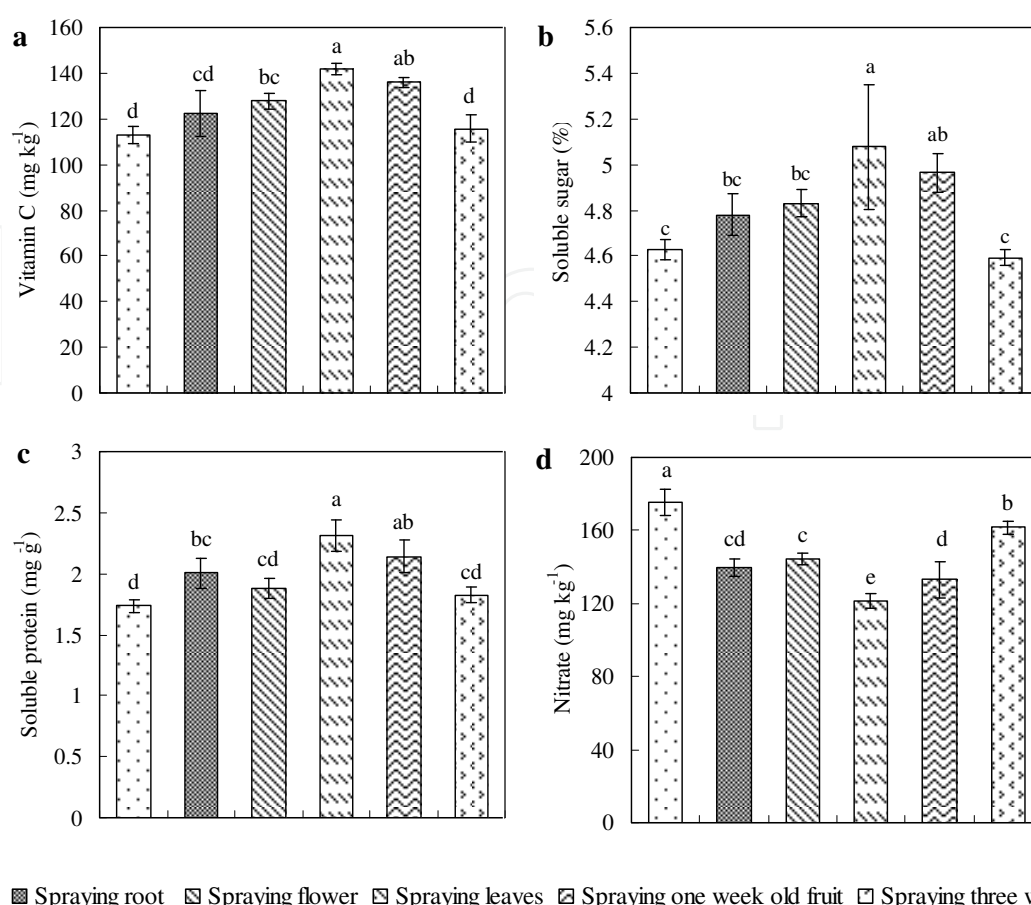 a
Vitamin C (mg kg-1)
160
140
120
100
80
60
40
20
0
d
cd
bc
a
ab
d
b
Soluble sugar (%)
5.6
5.4
5.2
5
4.8
4.6
4.4
4.2
4
c
bc
bc
a
ab
c
c
Soluble protein (mg g-1)
3
2.5
2
1.5
1
0.5
0
d
bc
cd
a
ab
cd
d
Nitrate (mg kg-1)
200
160
120
80
40
0
a
cd
c
e
d
b
Spraying root Spraying flower Spraying leaves Spraying one week old fruit Spraying three